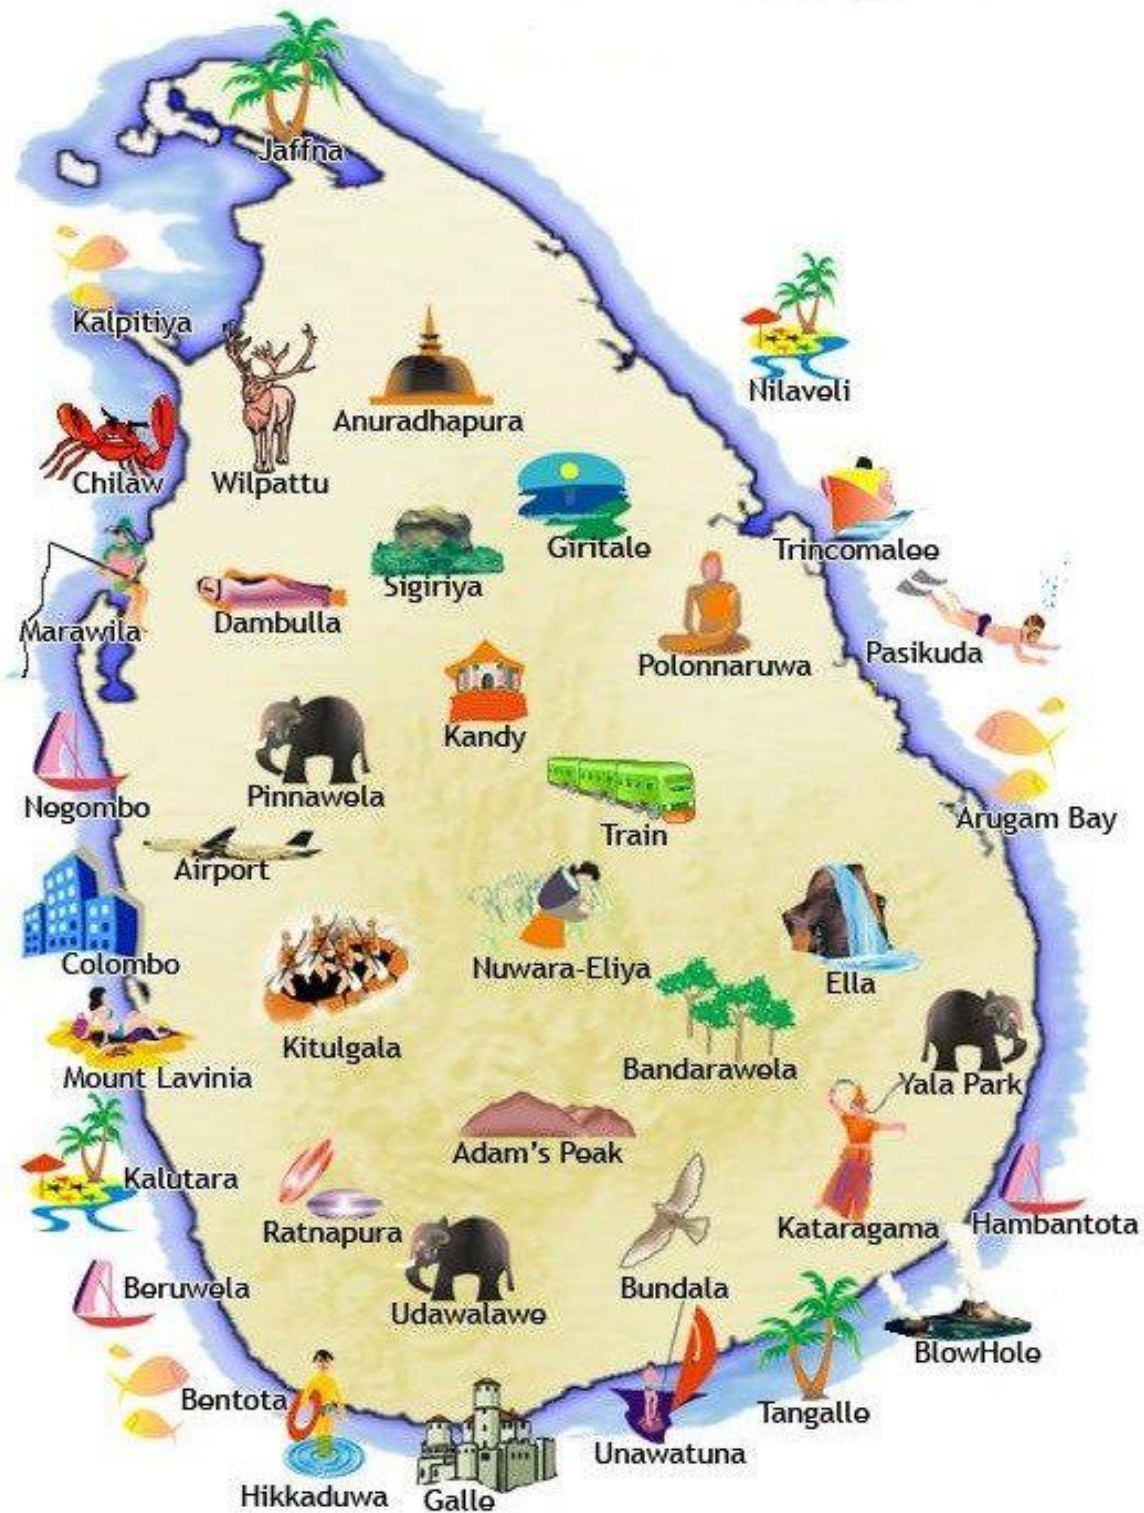 Jaffna
Kalpitiya
Nilaveli
Anuradhapura
Chilaw
Wilpattu
Giritale
Trincomalee
Sigiriya
Dambulla
Marawila
Pasikuda
Polonnaruwa
Kandy
Pinnawela
Negombo
Arugam Bay
Train
Airport
Colombo
Nuwara-Eliya
Ella
Kitulgala
Bandarawela
Mount Lavinia
Yala Park
Adam's Peak
Kalutara
Ratnapura
Kataragama
Hambantota
Beruwela
Bundala
Udawalawe
BlowHole
Bentota
Tangalle
Unawatuna
Hikkaduwa
Galle